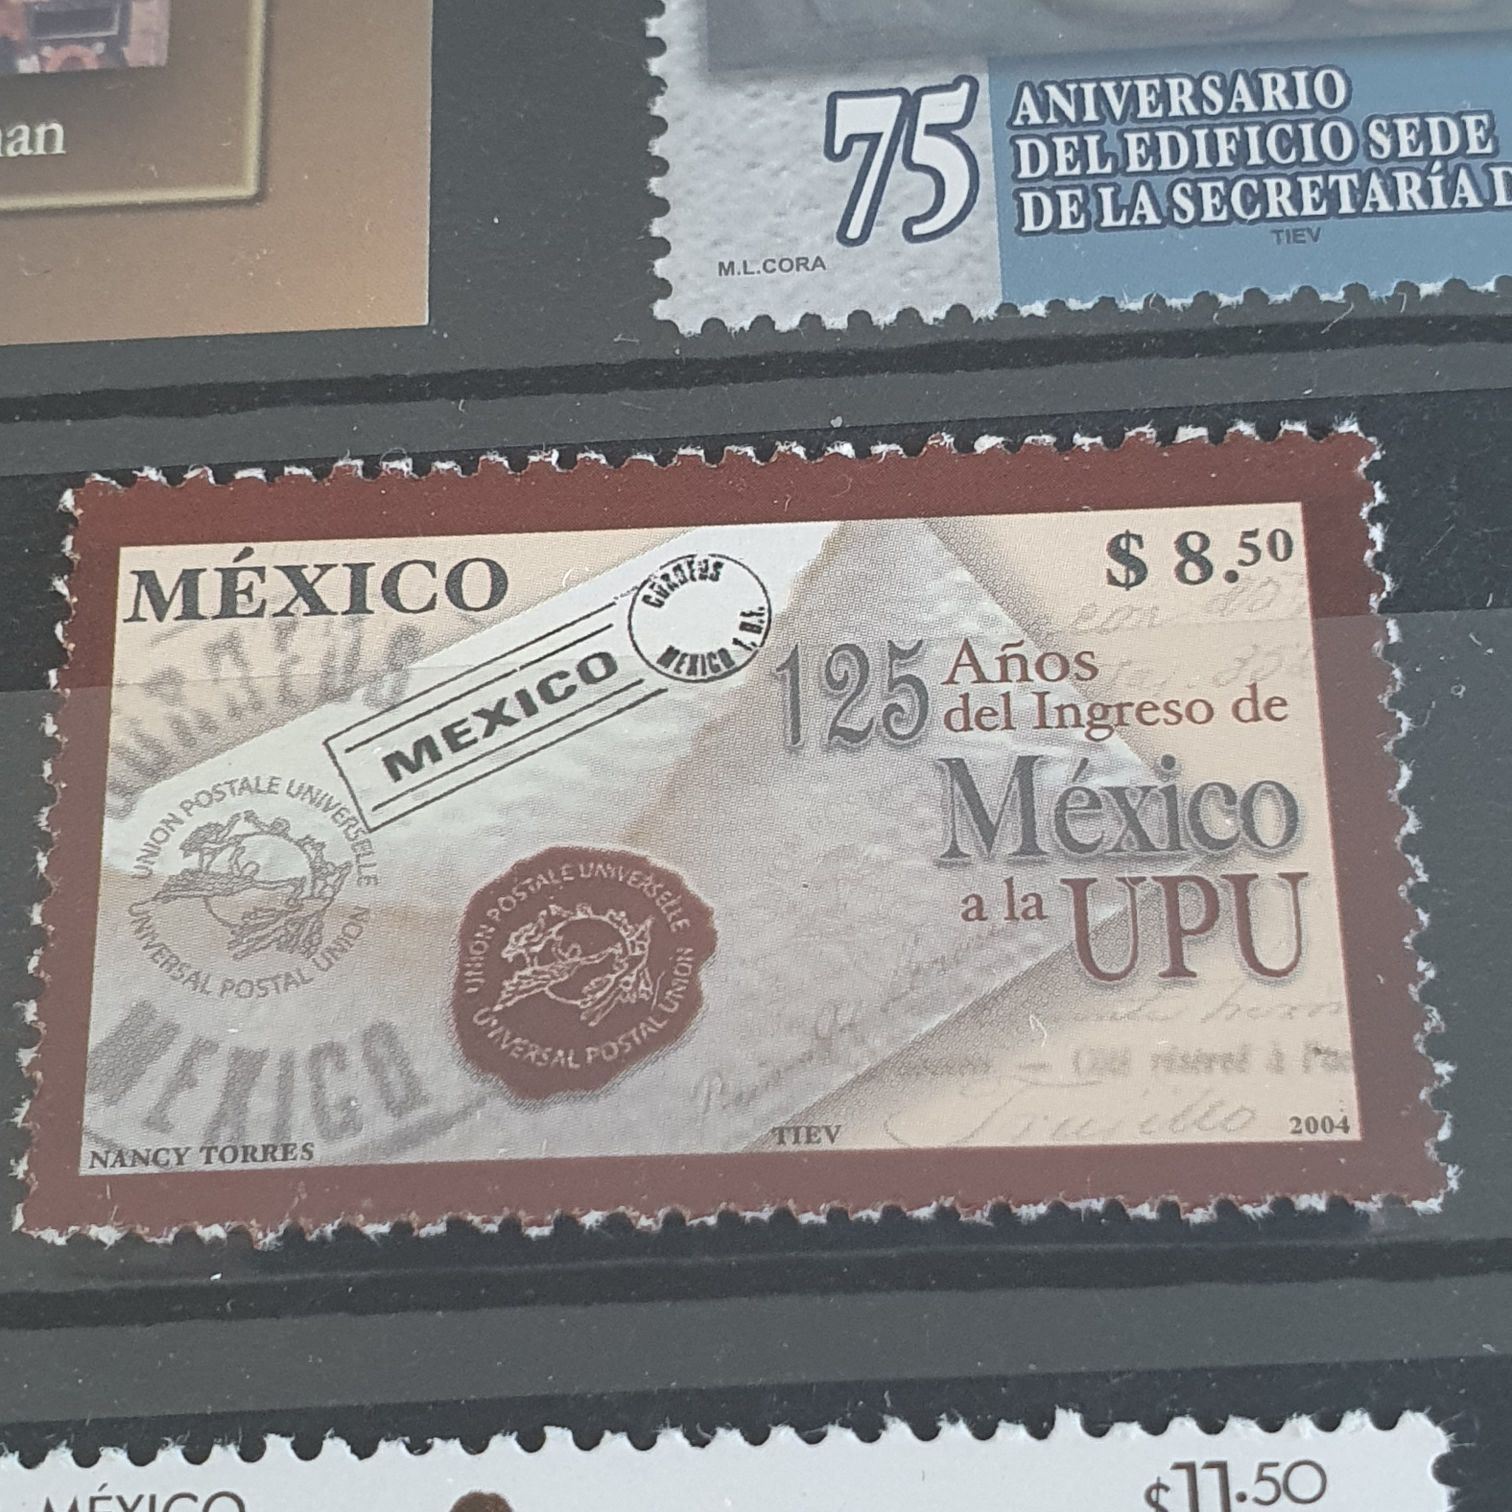 75
ANIVERSARIO
DEL EDIFICIO SEDE
DE LA SECRETARÍA
M.L.CORA
TIEV
MÉXICO
$ 8.50
CORREOS
MEXICO 1, D.F.
MEXICO
125 Años
del Ingreso de
México
a la UPU
UNION POSTALE UNIVERSELLE
UNIVERSAL POSTAL UNION
UNION POSTALE UNIVERSELLE
UNIVERSAL POSTAL UNION
MEXICO
Trujillo
NANCY TORRES
TIEV
2004
MÉXICO
$11.50